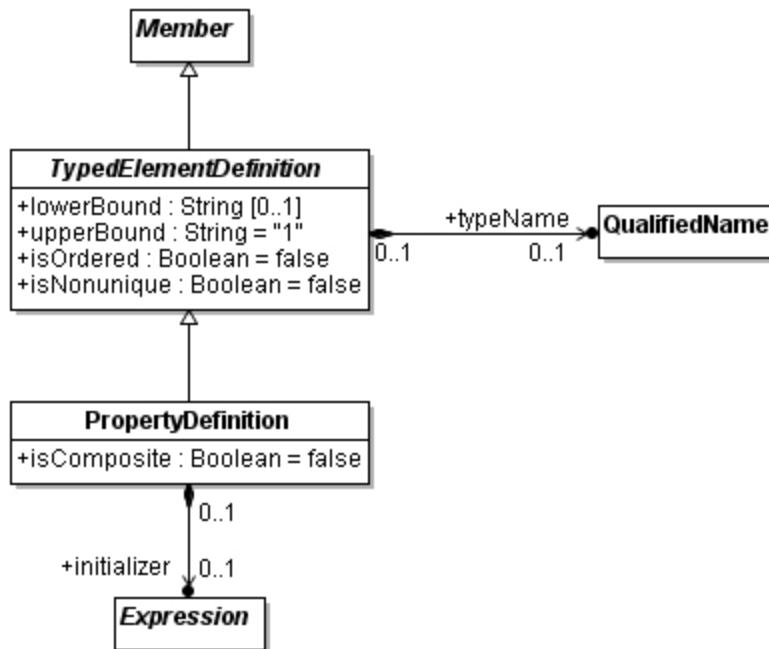 Member
TypedElementDefinition
+lowerBound : String [0..1]
+upperBound : String = "1"
+isOrdered : Boolean = false
+isNonunique : Boolean = false
+typeName
0..1
0..1
QualifiedName
PropertyDefinition
+isComposite : Boolean = false
0..1
+initializer
0..1
Expression